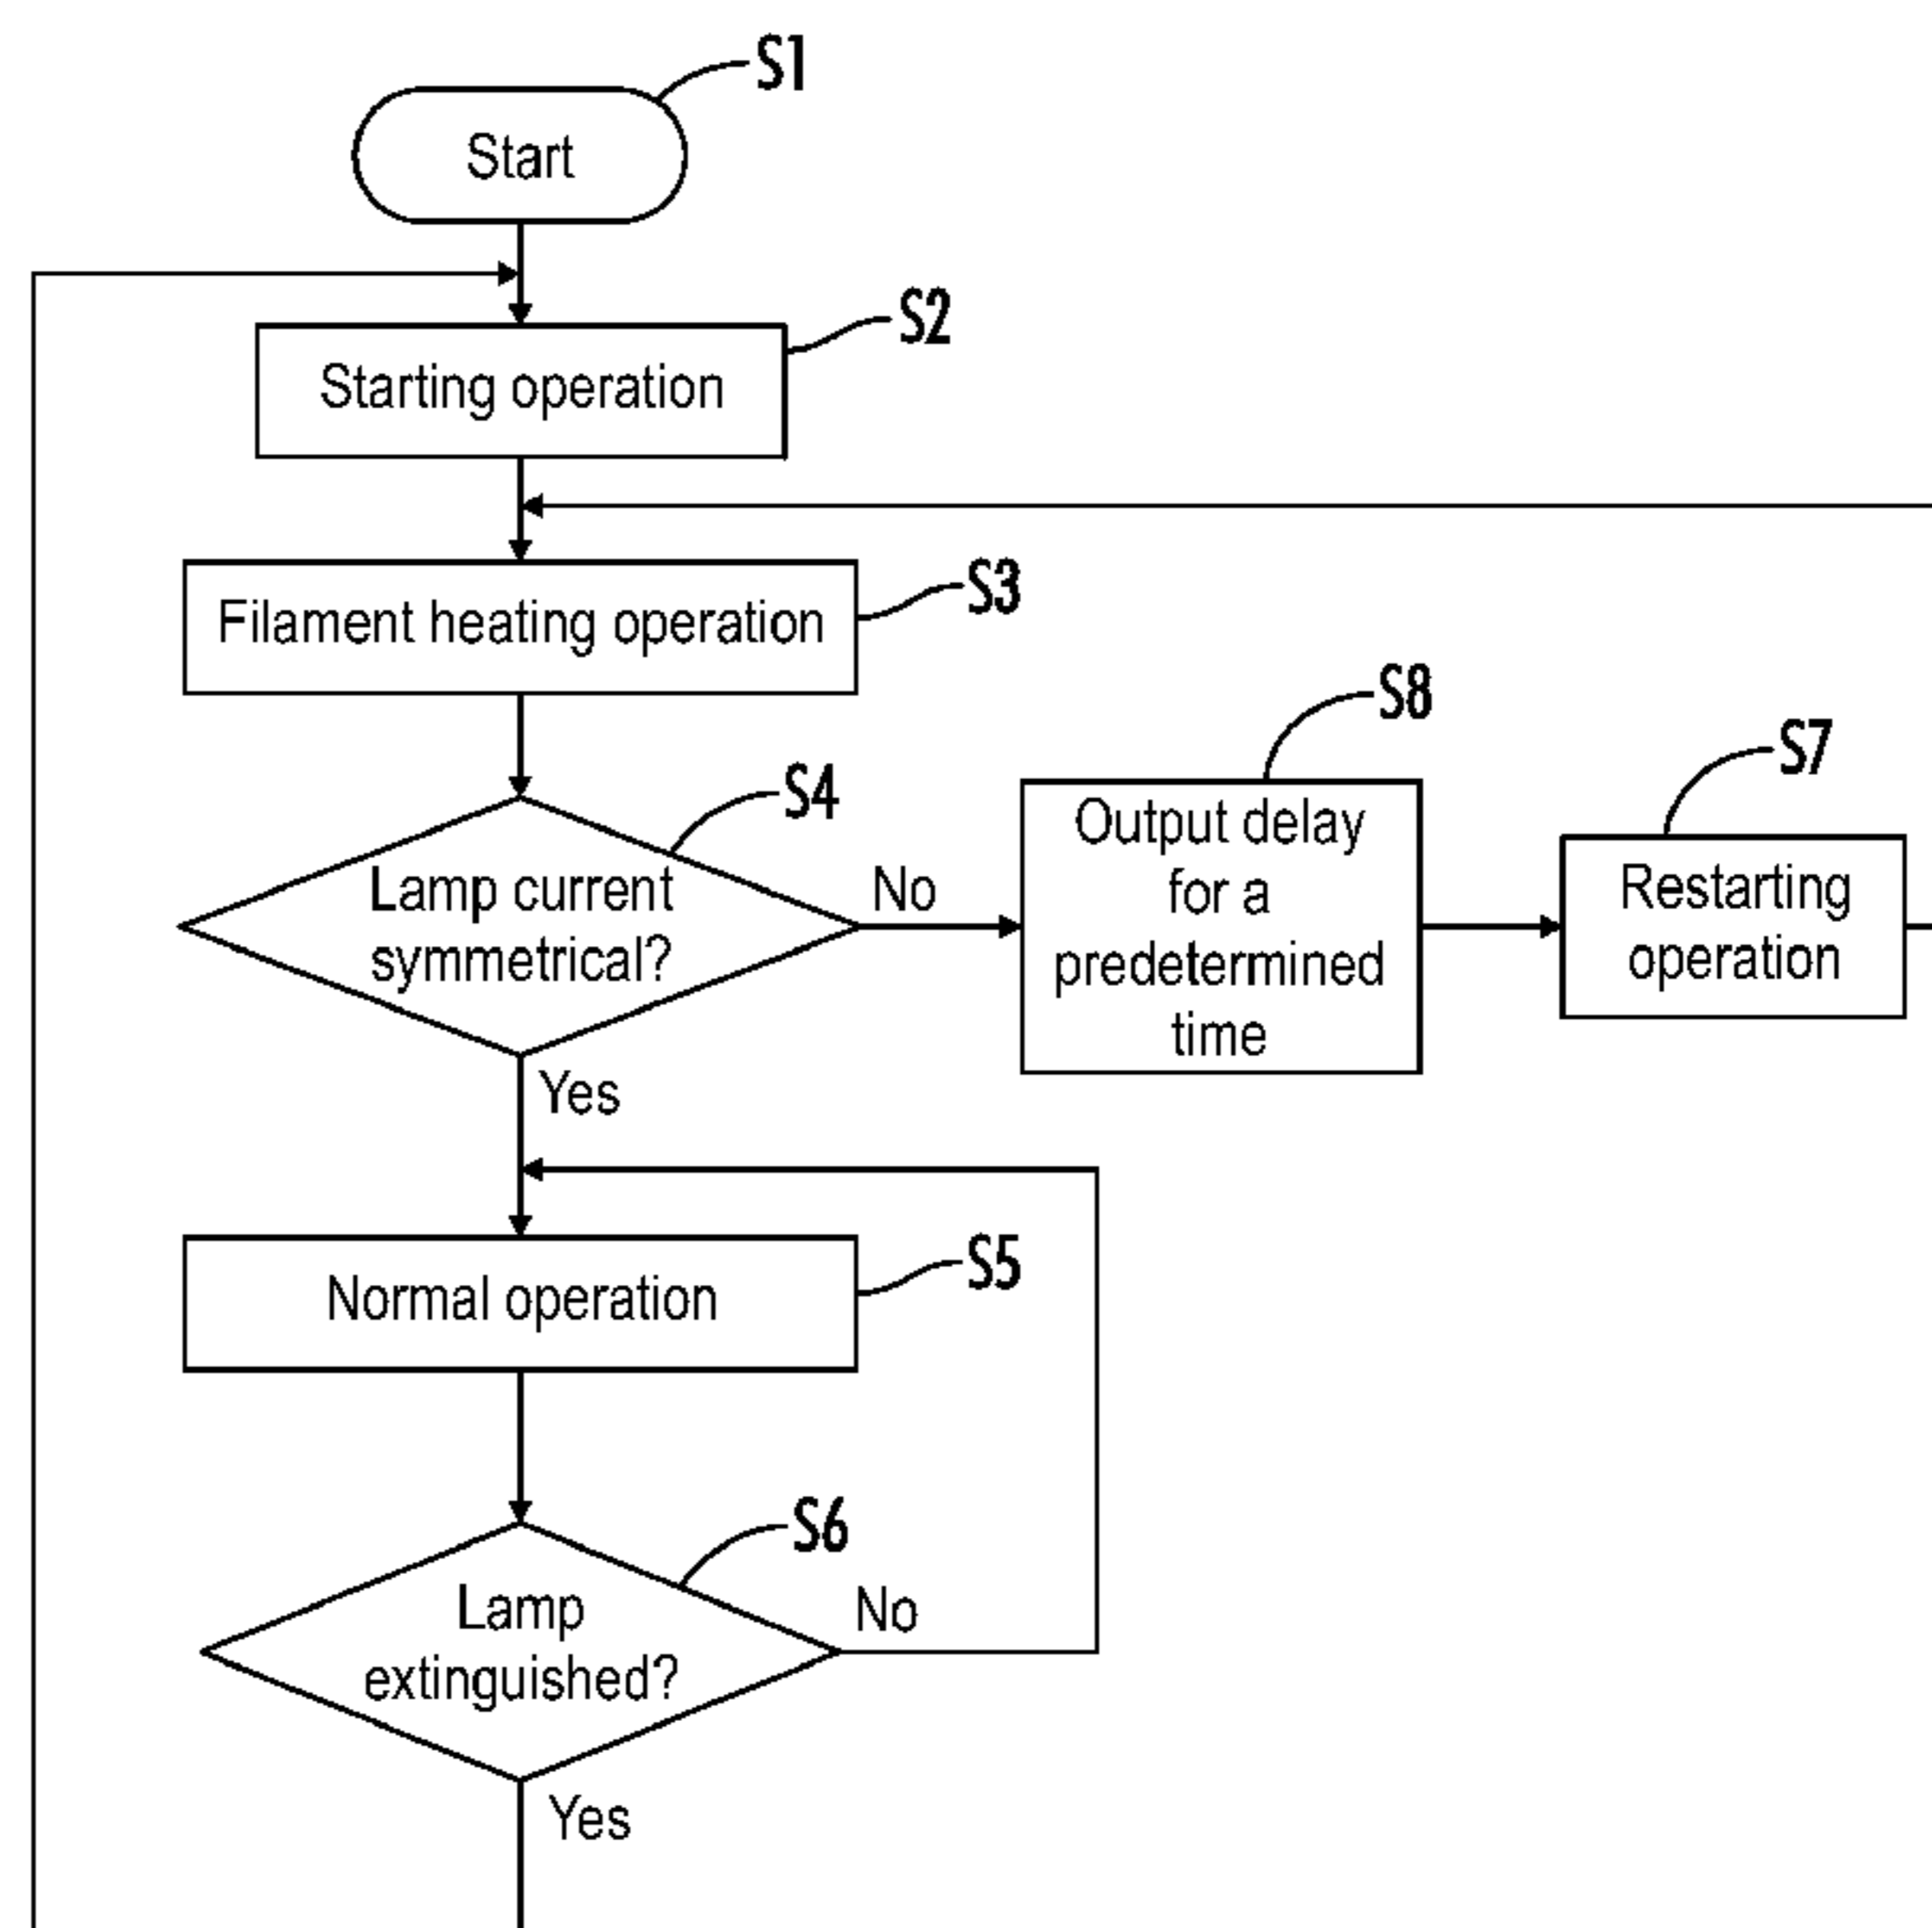 S1
Start
S2
Starting operation
S3
Filament heating operation
S4
Lamp current
symmetrical?
No
Yes
S8
Output delay
for a
predetermined
time
S7
Restarting
operation
S5
Normal operation
S6
Lamp
extinguished?
No
Yes